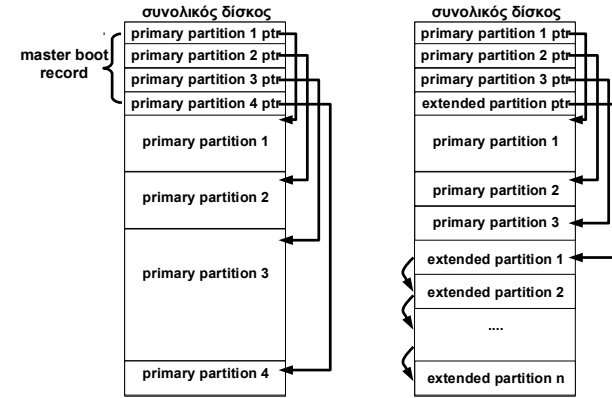 συνολικός δίσκος
master boot
record
primary partition 1 ptr
primary partition 2 ptr
primary partition 3 ptr
primary partition 4 ptr
primary partition 1
primary partition 2
primary partition 3
primary partition 4
συνολικός δίσκος
primary partition 1 ptr
primary partition 2 ptr
primary partition 3 ptr
extended partition ptr
primary partition 1
primary partition 2
primary partition 3
extended partition 1
extended partition 2
....
extended partition n